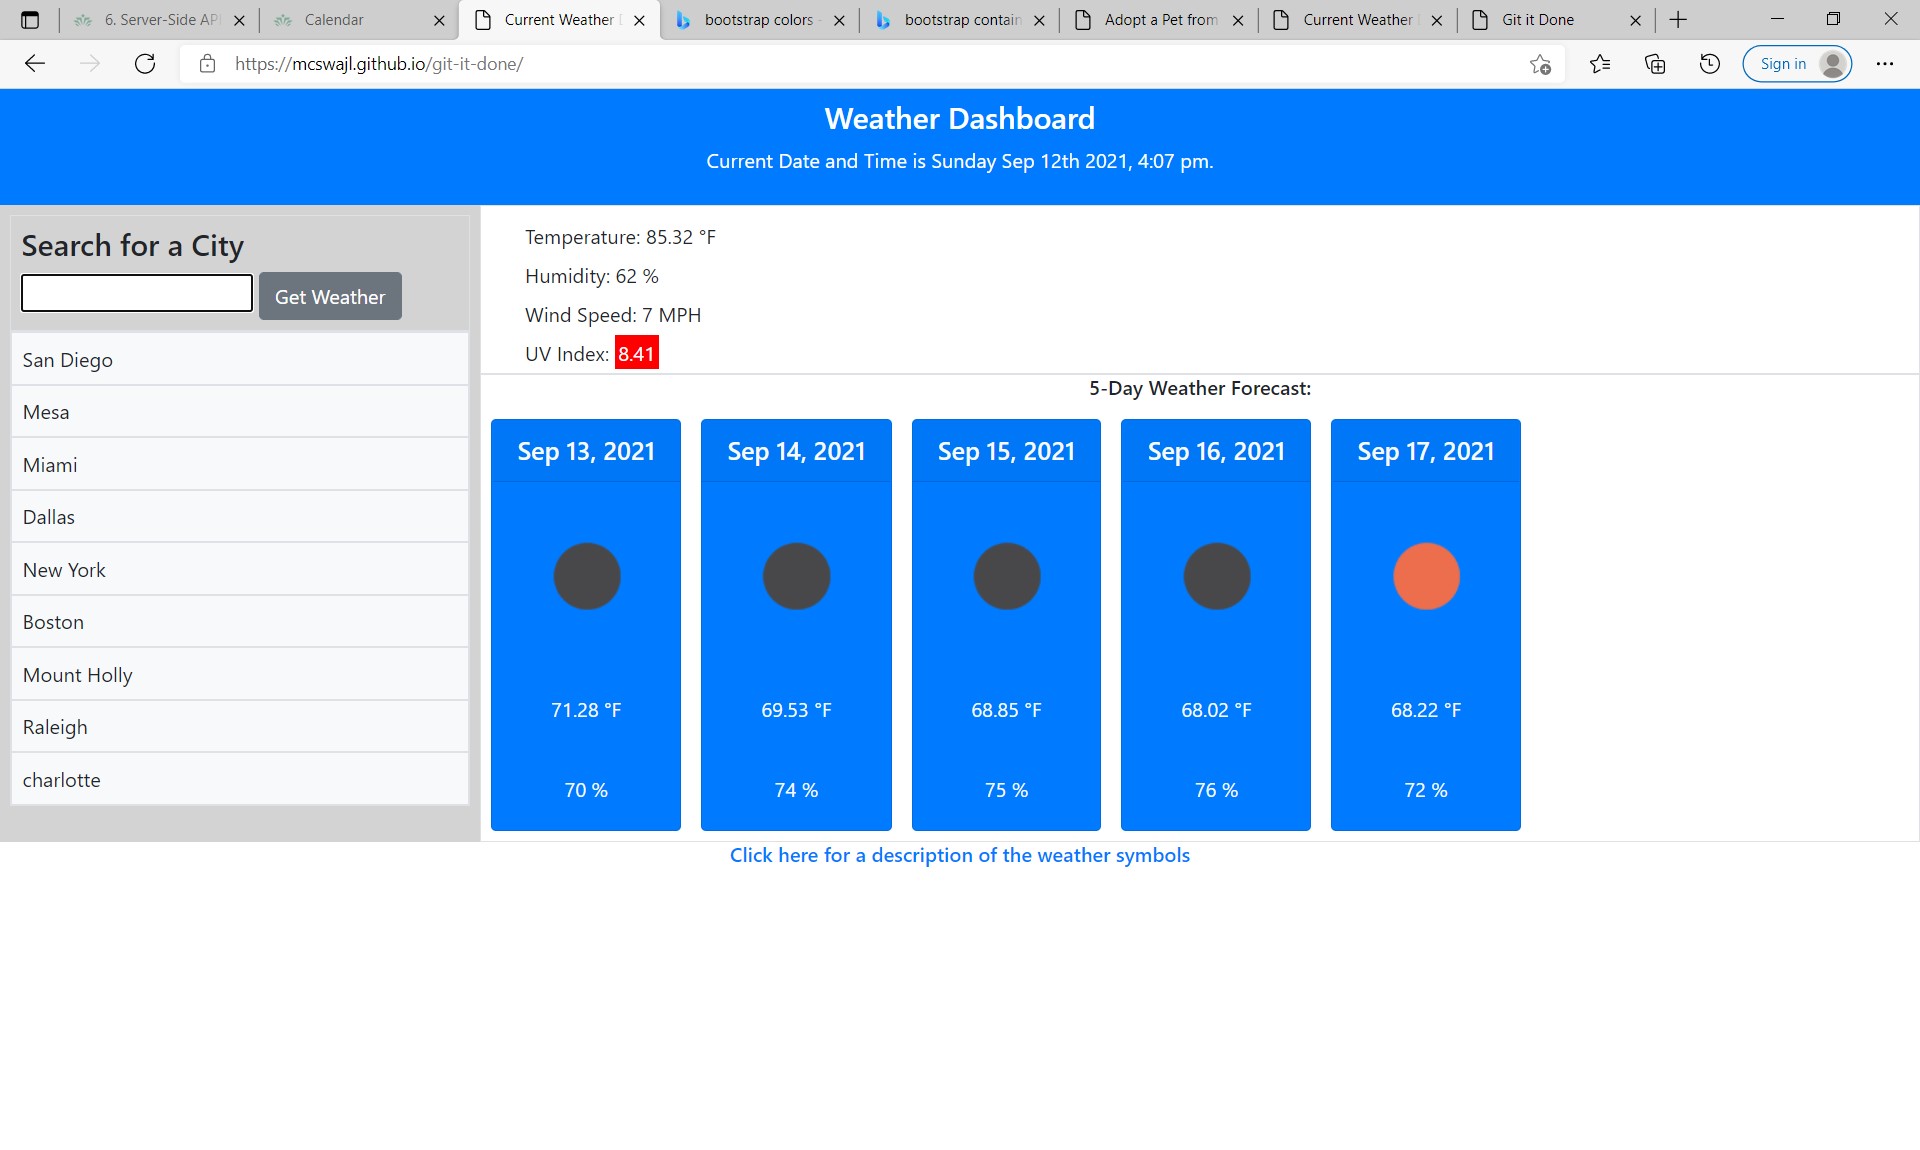 6. Server-Side AP
Calendar
Current Weather
bootstrap colors
bootstrap contain
Adopt a Pet from
Current Weather
Git it Done
https://mcswajl.github.io/git-it-done/
Sign in
Weather Dashboard
Current Date and Time is Sunday Sep 12th 2021, 4:07 pm.
Search for a City
Get Weather
San Diego
Mesa
Miami
Dallas
New York
Boston
Mount Holly
Raleigh
charlotte
Temperature: 85.32 °F
Humidity: 62 %
Wind Speed: 7 MPH
UV Index: 8.41
5-Day Weather Forecast:
Sep 13, 2021 Sep 14, 2021 Sep 15, 2021 Sep 16, 2021 Sep 17, 2021
71.28 °F 69.53 °F 68.85 °F 68.02 °F 68.22 °F
70 % 74 % 75 % 76 % 72 %
Click here for a description of the weather symbols